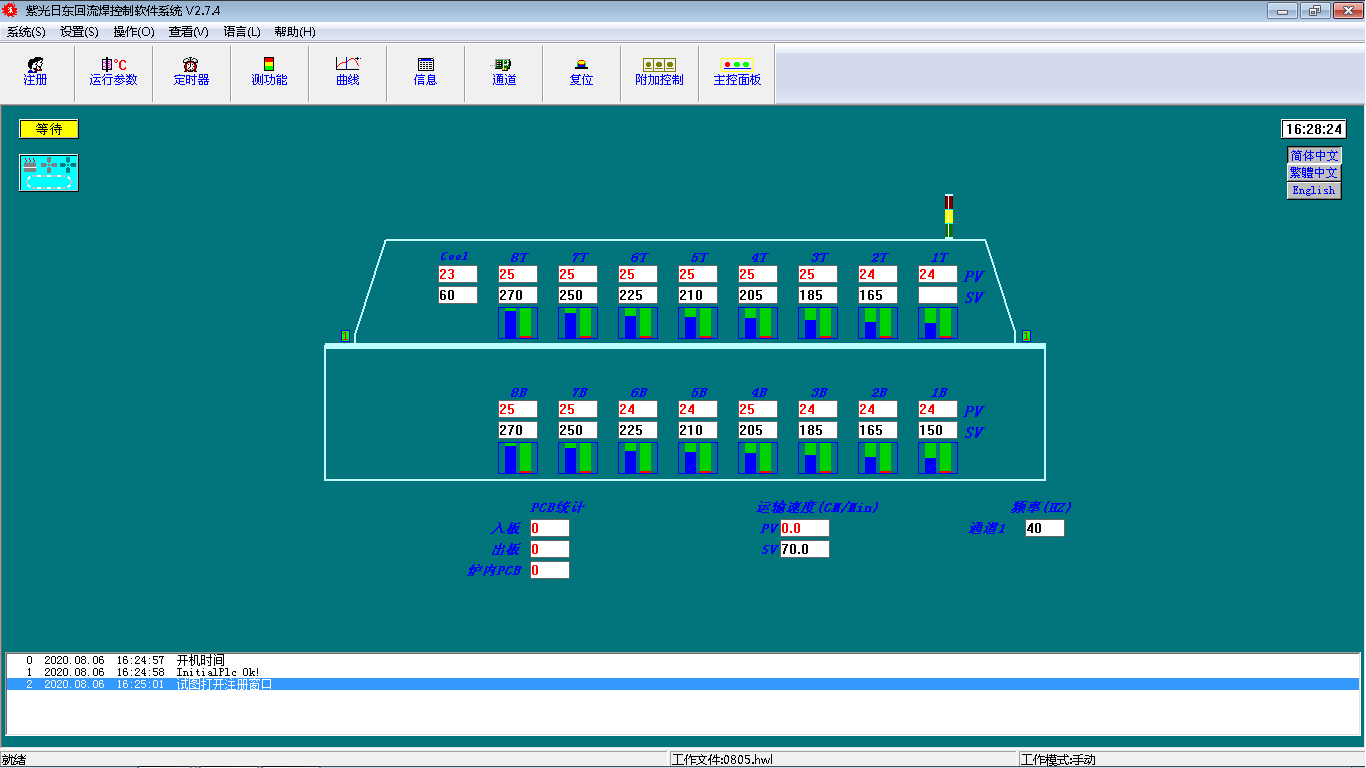 紫光日东回流焊控制软件系统 V2.7.4
系统(S) 设置(S) 操作(O) 查看(V) 语言(L) 帮助(H)
注册 运行参数 定时器 测功能 曲线 信息 通道 复位 附加控制 主控面板
等待 16:28:24
简体中文
繁體中文
English
Cool 8T 7T 6T 5T 4T 3T 2T 1T
23 25 25 25 25 25 25 24 24 PV
60 270 250 225 210 205 185 165 SV
1 1
8B 7B 6B 5B 4B 3B 2B 1B
25 25 24 24 25 24 24 24 PV
270 250 225 210 205 185 165 150 SV
PCB统计 运输速度(CM/Min) 频率(HZ)
入板 0 PV 0.0 通道1 40
出板 0 SV 70.0
炉内PCB 0
0 2020.08.06 16:24:57 开机时间
1 2020.08.06 16:24:58 InitialPlc Ok!
2 2020.08.06 16:25:01 试图打开注册窗口
就绪 工作文件:0805.hwl 工作模式:手动